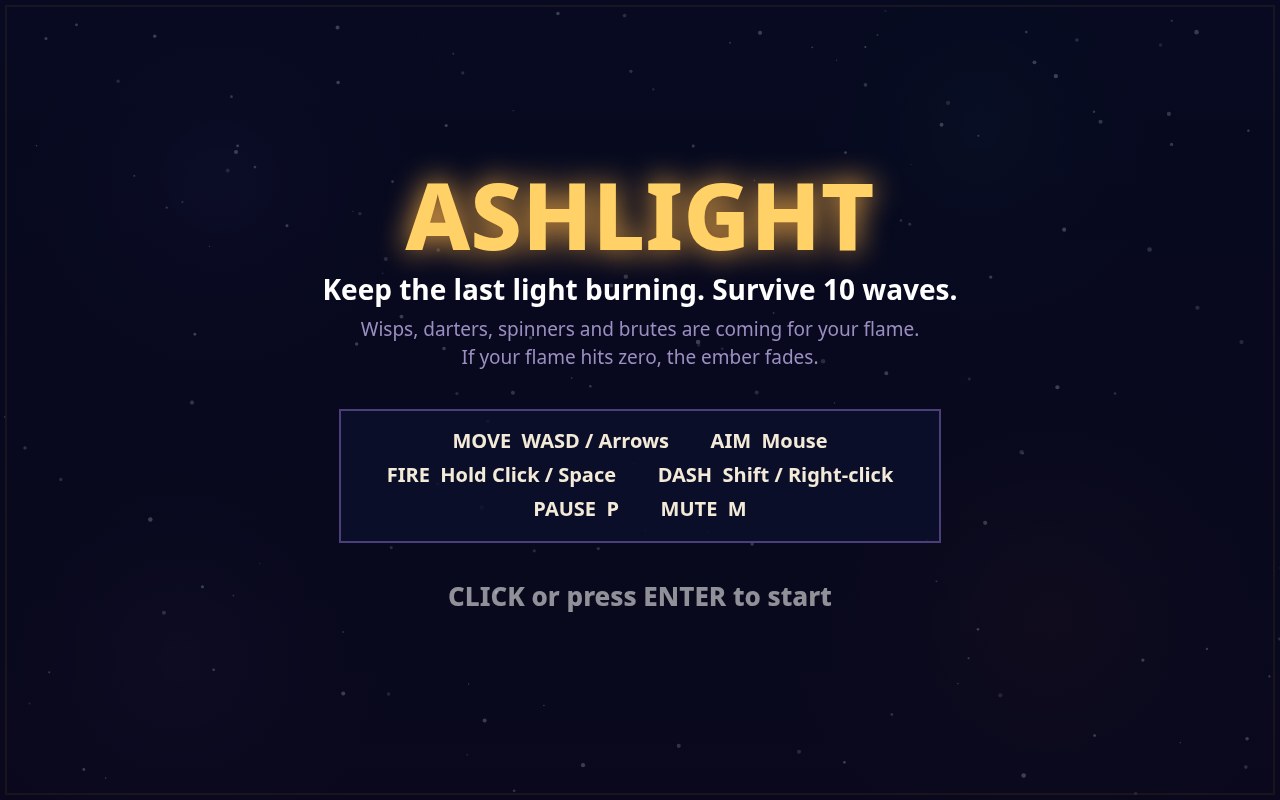 ASHLIGHT
Keep the last light burning. Survive 10 waves.
Wisps, darters, spinners and brutes are coming for your flame.
If your flame hits zero, the ember fades.
MOVE  WASD / Arrows  AIM  Mouse
FIRE  Hold Click / Space  DASH  Shift / Right-click
PAUSE  P  MUTE  M
CLICK or press ENTER to start